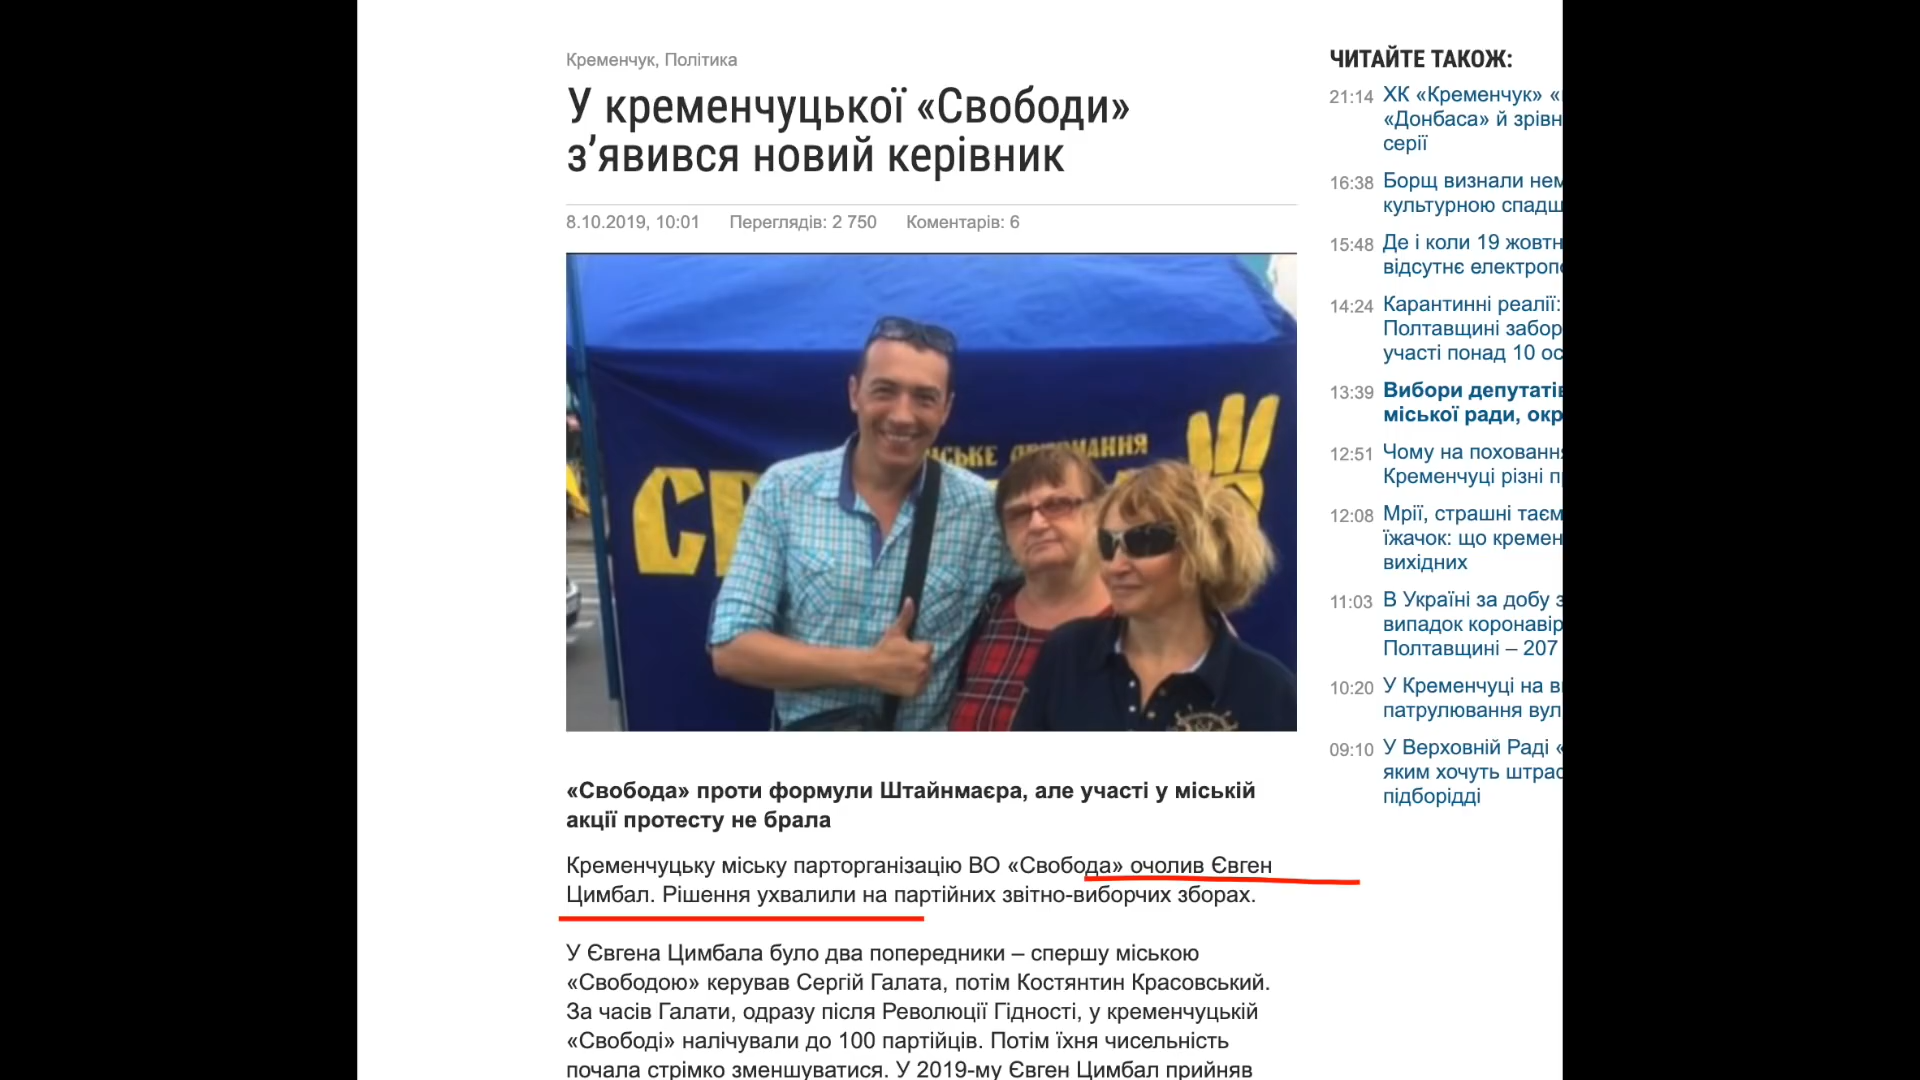 Кременчук, Політика
У кременчуцької «Свободи»
з’явився новий керівник
8.10.2019, 10:01 Переглядів: 2 750 Коментарів: 6
«Свобода» проти формули Штайнмаєра, але участі у міській
акції протесту не брала
Кременчуцьку міську парторганізацію ВО «Свобода» очолив Євген
Цимбал. Рішення ухвалили на партійних звітно-виборчих зборах.
У Євгена Цимбала було два попередники – спершу міською
«Свободою» керував Сергій Галата, потім Костянтин Красовський.
За часів Галати, одразу після Революції Гідності, у кременчуцькій
«Свободі» налічували до 100 партійців. Потім їхня чисельність
почала стрімко зменшуватися. У 2019-му Євген Цимбал прийняв
ЧИТАЙТЕ ТАКОЖ:
21:14 ХК «Кременчук»
«Донбаса» й зрівн
серії
16:38 Борщ визнали нем
культурною спадщ
15:48 Де і коли 19 жовтн
відсутнє електропо
14:24 Карантинні реалії:
Полтавщині забор
участі понад 10 ос
13:39 Вибори депутатів
міської ради, окр
12:51 Чому на похованн
Кременчуці різні п
12:08 Мрії, страшні таєм
їжачок: що кремен
вихідних
11:03 В Україні за добу з
випадок коронавір
Полтавщині – 207
10:20 У Кременчуці на в
патрулювання вул
09:10 У Верховній Раді «
яким хочуть штраф
підборідді